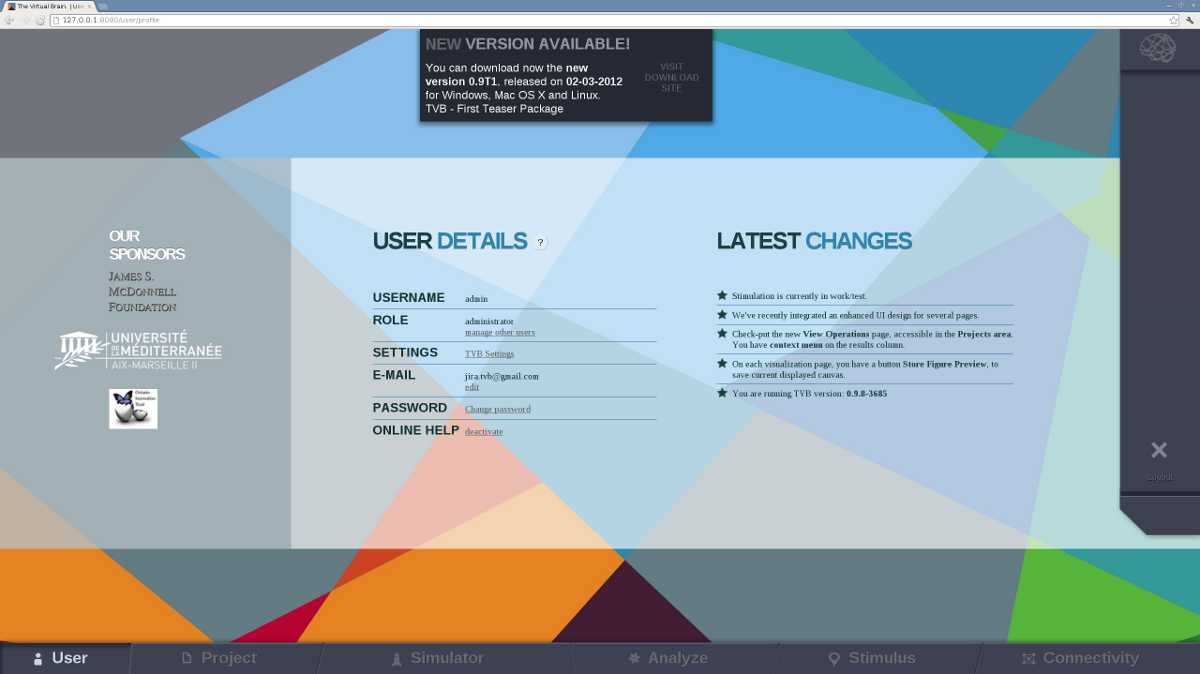 The Virtual Brain. | Use
127.0.0.1:8080/user/profile
NEW VERSION AVAILABLE!
You can download now the new
version 0.9T1, released on 02-03-2012
for Windows, Mac OS X and Linux.
TVB - First Teaser Package
VISIT
DOWNLOAD
SITE
OUR
SPONSORS
JAMES S.
MCDONNELL
FOUNDATION
UNIVERSITÉ
DE LA MÉDITERRANÉE
AIX-MARSEILLE II
Ontario
Innovation
Trust
USER DETAILS ?
USERNAME admin
ROLE administrator
manage other users
SETTINGS TVB Settings
E-MAIL jira.tvb@gmail.com
edit
PASSWORD Change password
ONLINE HELP deactivate
LATEST CHANGES
Stimulation is currently in work/test.
We've recently integrated an enhanced UI design for several pages.
Check-put the new View Operations page, accessible in the Projects area.
You have context menu on the results column.
On each visualization page, you have a button Store Figure Preview, to
save current displayed canvas.
You are running TVB version: 0.9.8-3685
Logout
User
Project
Simulator
Analyze
Stimulus
Connectivity